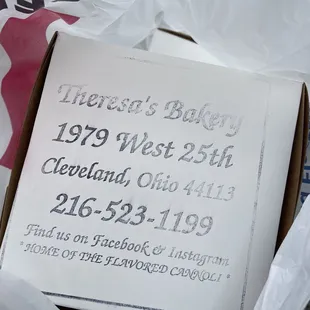 Theresa's Bakery
1979 West 25th
Cleveland, Ohio 44113
216-523-1199
Find us on Facebook & Instagram
"HOME OF THE FLAVORED CANNOLI"